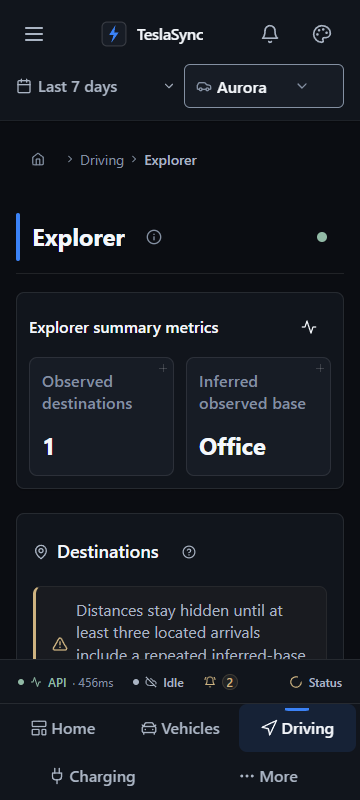 TeslaSync
Last 7 days
Aurora
Driving
Explorer
Explorer
Explorer summary metrics
Observed destinations
1
Inferred observed base
Office
Destinations
Distances stay hidden until at
least three located arrivals
include a repeated inferred-base
API · 456ms
Idle
2
Status
Home
Vehicles
Driving
Charging
More